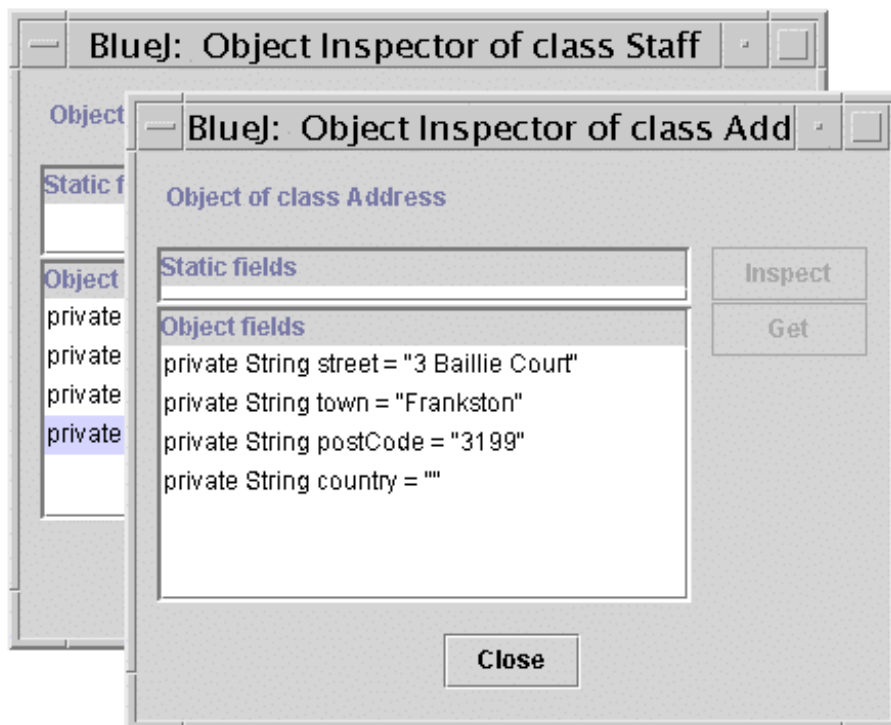 BlueJ: Object Inspector of class Staff
Object
Static f
Object
private
private
private
private
BlueJ: Object Inspector of class Add
Object of class Address
Static fields
Inspect
Get
Object fields
private String street = "3 Baillie Court"
private String town = "Frankston"
private String postCode = "3199"
private String country = ""
Close